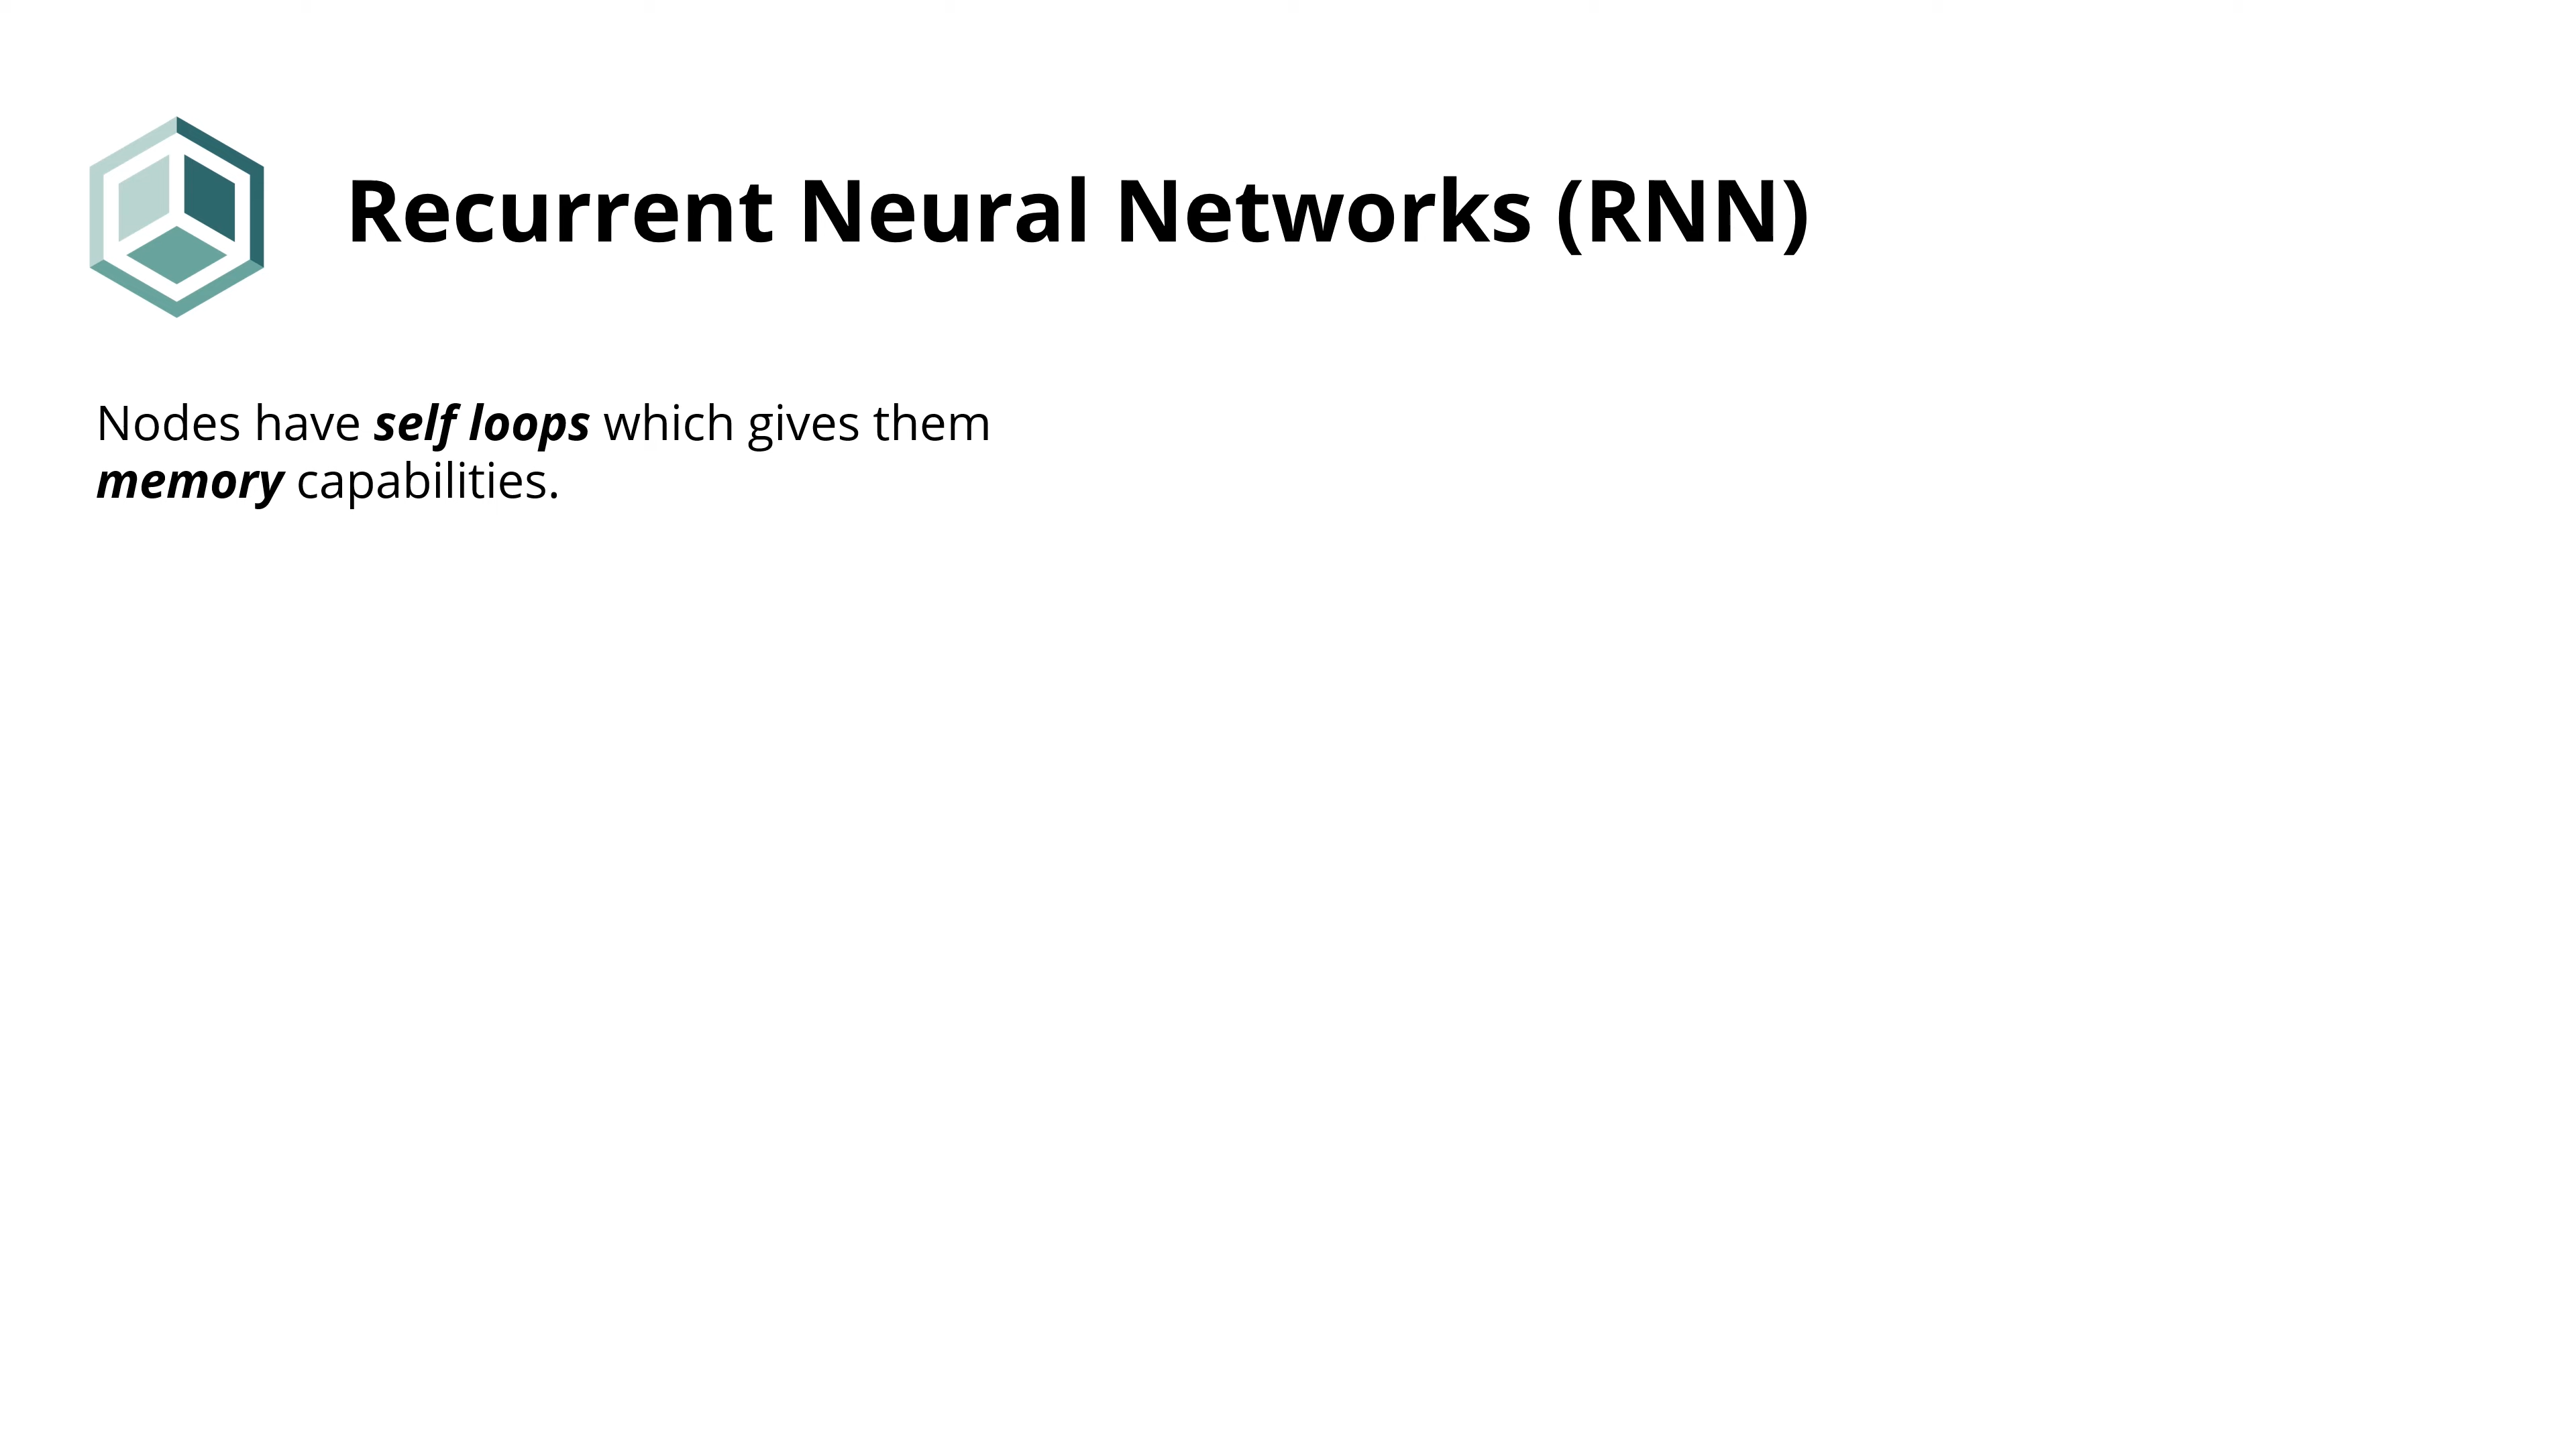 Recurrent Neural Networks (RNN)
Nodes have self loops which gives them
memory capabilities.